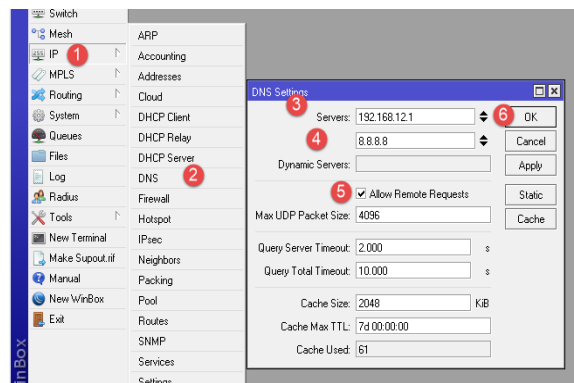 Switch
Mesh
IP 1
MPLS
Routing
System
Queues
Files
Log
Radius
Tools
New Terminal
Make Supout.rif
Manual
New WinBox
Exit
inBox
ARP
Accounting
Addresses
Cloud
DHCP Client
DHCP Relay
DHCP Server
DNS 2
Firewall
Hotspot
IPsec
Neighbors
Packing
Pool
Routes
SNMP
Services
Settings
DNS Settings
3
Servers: 192.168.12.1 6 OK
4 8.8.8.8 Cancel
Dynamic Servers: Apply
5 Allow Remote Requests Static
Max UDP Packet Size: 4096 Cache
Query Server Timeout: 2.000 s
Query Total Timeout: 10.000 s
Cache Size: 2048 KiB
Cache Max TTL: 7d 00:00:00
Cache Used: 61